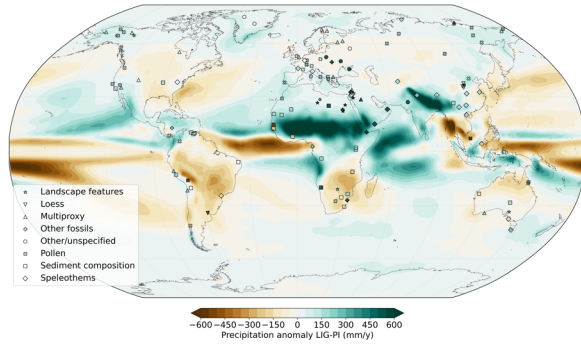 Landscape features
Loess
Multiproxy
Other fossils
Other/unspecified
Pollen
Sediment composition
Speleothems
−600 −450 −300 −150 0 150 300 450 600
Precipitation anomaly LIG-PI (mm/y)